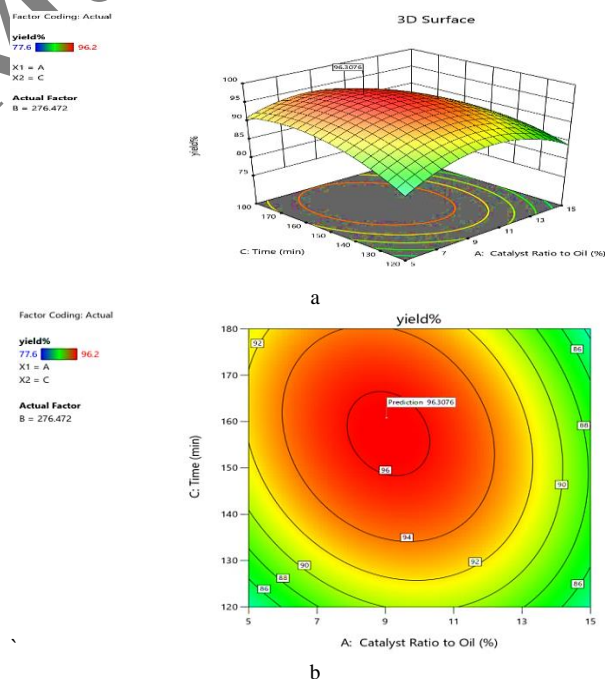 Factor Coding: Actual
3D Surface
yield%
77.6 96.2
X1 = A
X2 = C
Actual Factor
B = 276.472
96.3076
100
95
90
85
80
75
yield%
180
170
160
150
140
130
120
C: Time (min)
5
7
9
11
13
15
A: Catalyst Ratio to Oil (%)
a
Factor Coding: Actual
yield%
yield%
77.6 96.2
X1 = A
X2 = C
Actual Factor
B = 276.472
180
170
160
150
140
130
120
C: Time (min)
92
86
Prediction 96.3076
88
96
90
94
92
90
88
86
86
5 7 9 11 13 15
A: Catalyst Ratio to Oil (%)
`
b